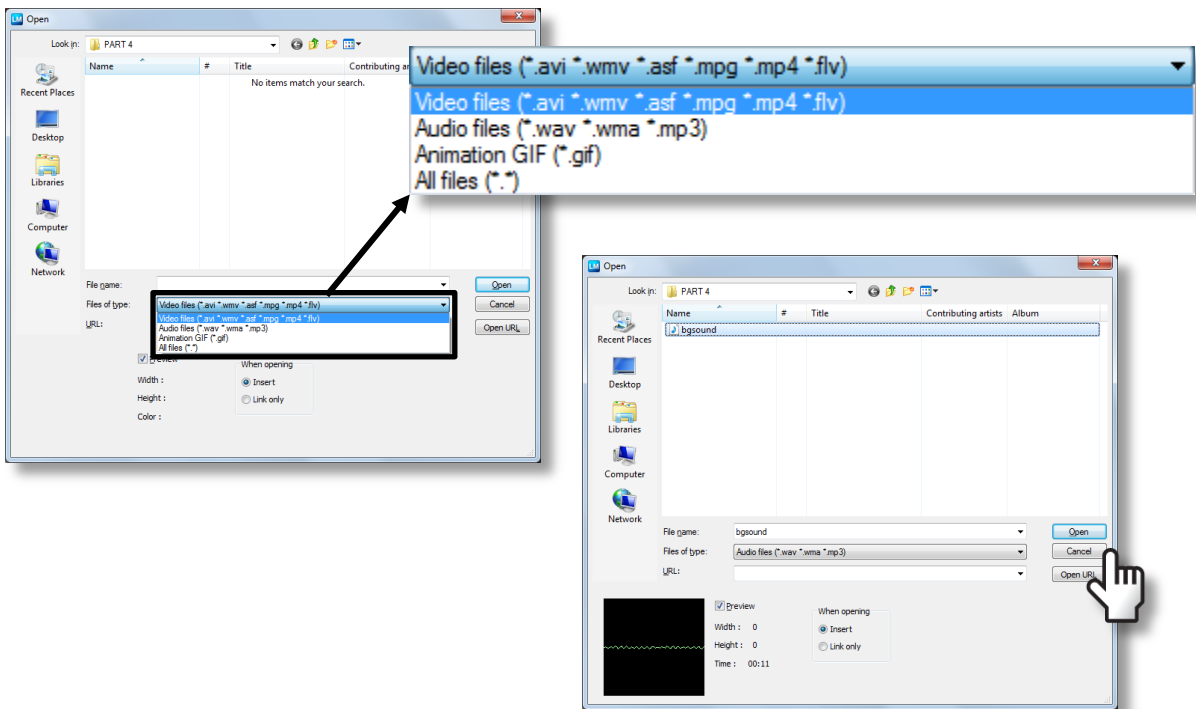 LM Open
Look in: PART 4
Name # Title Contributing ar
No items match your search.
Recent Places
Desktop
Libraries
Computer
Network
File name:
Open
Files of type: Video files (*.avi *.wmv *.asf *.mpg *.mp4 *.flv)
Cancel
Video files (*.avi *.wmv *.asf *.mpg *.mp4 *.flv)
Audio files (*.wav *.wma *.mp3)
Animation GIF (*.gif)
All files (*.*)
URL:
Open URL
Preview
When opening
Width :
Insert
Height :
Link only
Color :
Video files (*.avi *.wmv *.asf *.mpg *.mp4 *.flv)
Video files (*.avi *.wmv *.asf *.mpg *.mp4 *.flv)
Audio files (*.wav *.wma *.mp3)
Animation GIF (*.gif)
All files (*.*)
LM Open
Look in: PART 4
Name # Title Contributing artists Album
bgsound
Recent Places
Desktop
Libraries
Computer
Network
File name: bgsound
Open
Files of type: Audio files (*.wav *.wma *.mp3)
Cancel
URL:
Open URL
Preview
When opening
Width : 0
Insert
Height : 0
Link only
Time : 00:11